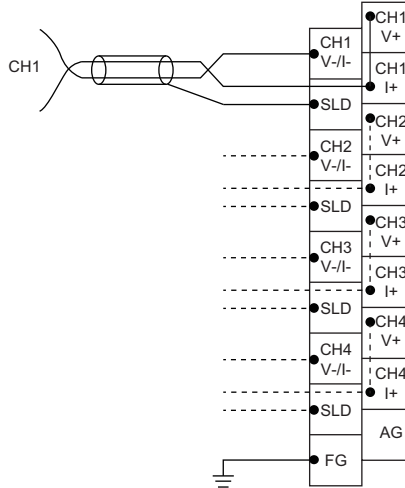 CH1
CH1
V-/I-
SLD
CH2
V-/I-
SLD
CH3
V-/I-
SLD
CH4
V-/I-
SLD
FG
CH1
V+
CH1
I+
CH2
V+
CH2
I+
CH3
V+
CH3
I+
CH4
V+
CH4
I+
AG